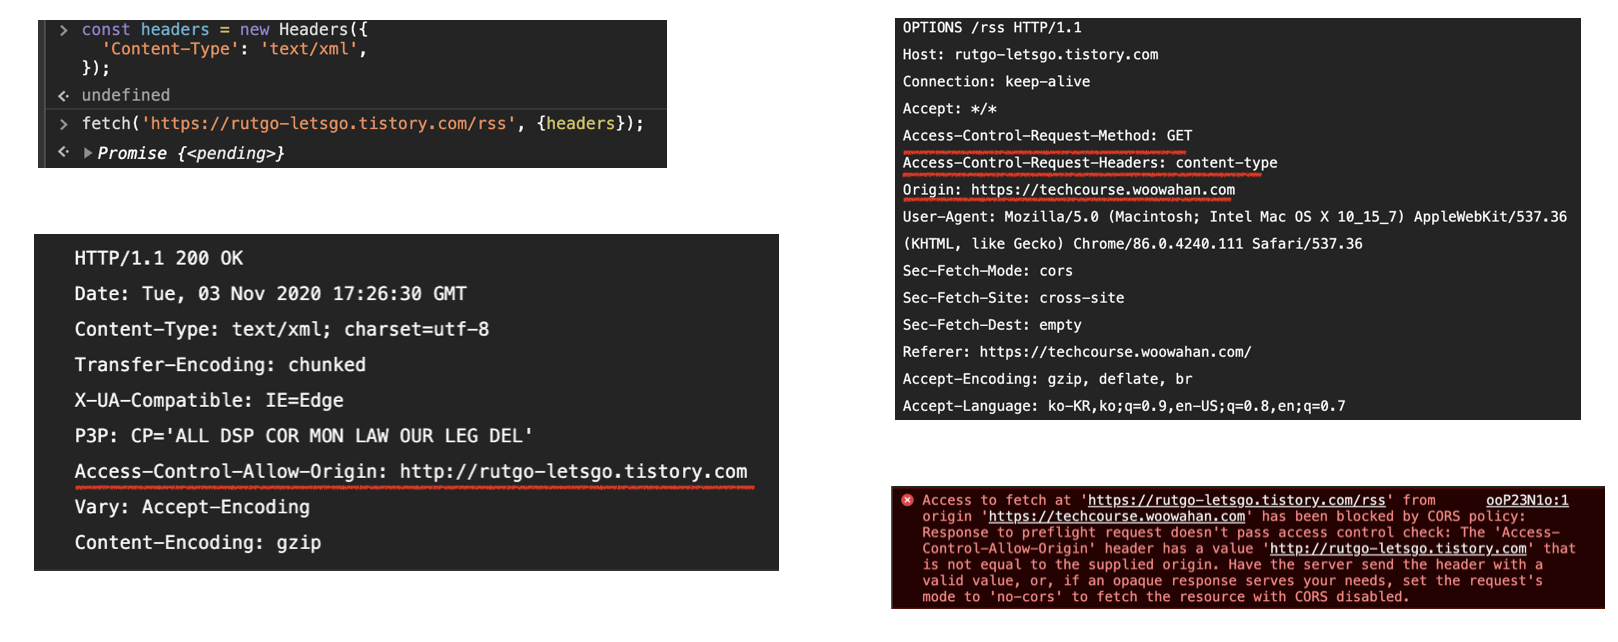 > const headers = new Headers({
'Content-Type': 'text/xml',
});
undefined
> fetch('https://rutgo-letsgo.tistory.com/rss', {headers});
Promise {<pending>}
HTTP/1.1 200 OK
Date: Tue, 03 Nov 2020 17:26:30 GMT
Content-Type: text/xml; charset=utf-8
Transfer-Encoding: chunked
X-UA-Compatible: IE=Edge
P3P: CP='ALL DSP COR MON LAW OUR LEG DEL'
Access-Control-Allow-Origin: http://rutgo-letsgo.tistory.com
Vary: Accept-Encoding
Content-Encoding: gzip
OPTIONS /rss HTTP/1.1
Host: rutgo-letsgo.tistory.com
Connection: keep-alive
Accept: */*
Access-Control-Request-Method: GET
Access-Control-Request-Headers: content-type
Origin: https://techcourse.woowahan.com
User-Agent: Mozilla/5.0 (Macintosh; Intel Mac OS X 10_15_7) AppleWebKit/537.36
(KHTML, like Gecko) Chrome/86.0.4240.111 Safari/537.36
Sec-Fetch-Mode: cors
Sec-Fetch-Site: cross-site
Sec-Fetch-Dest: empty
Referer: https://techcourse.woowahan.com/
Accept-Encoding: gzip, deflate, br
Accept-Language: ko-KR,ko;q=0.9,en-US;q=0.8,en;q=0.7
Access to fetch at 'https://rutgo-letsgo.tistory.com/rss' from ooP23N1o:1
origin 'https://techcourse.woowahan.com' has been blocked by CORS policy:
Response to preflight request doesn't pass access control check: The 'Access-
Control-Allow-Origin' header has a value 'http://rutgo-letsgo.tistory.com' that
is not equal to the supplied origin. Have the server send the header with a
valid value, or, if an opaque response serves your needs, set the request's
mode to 'no-cors' to fetch the resource with CORS disabled.